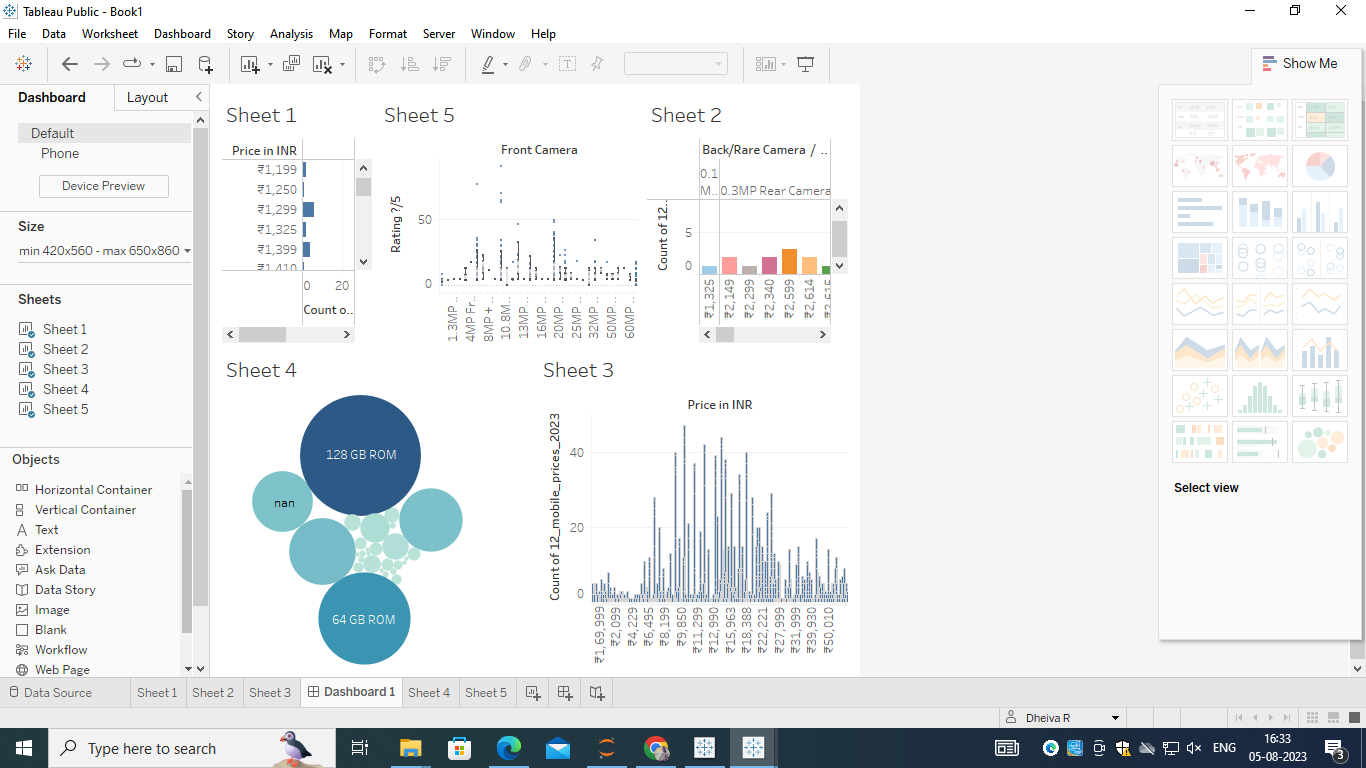 Tableau Public - Book1
File Data Worksheet Dashboard Story Analysis Map Format Server Window Help
Show Me
Dashboard Layout
Default
Phone
Device Preview
Size
min 420x560 - max 650x860
Sheets
Sheet 1
Sheet 2
Sheet 3
Sheet 4
Sheet 5
Objects
Horizontal Container
Vertical Container
Text
Extension
Ask Data
Data Story
Image
Blank
Workflow
Web Page
Sheet 1
Price in INR
₹1,199
₹1,250
₹1,299
₹1,325
₹1,399
₹1,410
0 20
Count o..
Sheet 5
Front Camera
Rating ?/5
50
0
1.3MP ..
4MP Fr..
8MP + ..
10.8M..
13MP ..
16MP ..
20MP ..
25MP ..
32MP ..
50MP ..
60MP ..
Sheet 2
Back/Rare Camera / ..
0.1
M.. 0.3MP Rear Camera
Count of 12..
5
0
₹1,325
₹2,149
₹2,299
₹2,340
₹2,599
₹2,614
₹2,615
Sheet 4
128 GB ROM
nan
64 GB ROM
Sheet 3
Price in INR
Count of 12_mobile_prices_2023
40
20
0
₹1,69,999
₹2,099
₹4,229
₹6,495
₹8,199
₹9,850
₹11,299
₹12,990
₹15,963
₹18,388
₹22,221
₹27,999
₹31,999
₹39,930
₹50,010
Select view
Data Source Sheet 1 Sheet 2 Sheet 3 Dashboard 1 Sheet 4 Sheet 5
Dheiva R
Type here to search
ENG
16:33
05-08-2023
3